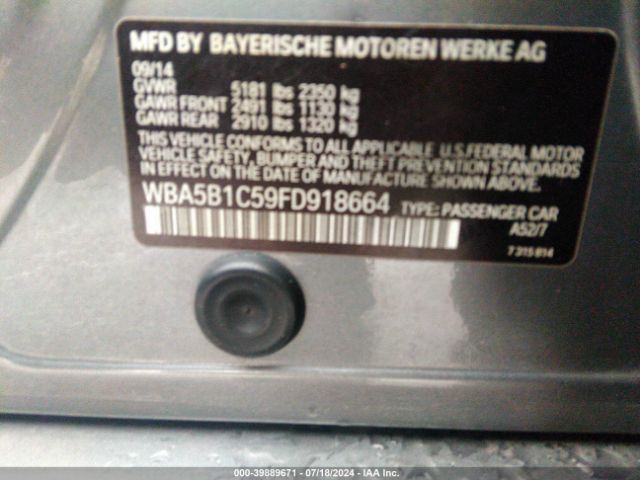 MFD BY BAYERISCHE MOTOREN WERKE AG
09/14
GVWR 5181 lbs 2350 kg
GAWR FRONT 2491 lbs 1130 kg
GAWR REAR 2910 lbs 1320 kg
THIS VEHICLE CONFORMS TO ALL APPLICABLE U.S.FEDERAL MOTOR
VEHICLE SAFETY, BUMPER AND THEFT PREVENTION STANDARDS
IN EFFECT ON THE DATE OF MANUFACTURE SHOWN ABOVE.
WBA5B1C59FD918664 TYPE: PASSENGER CAR
A52/7
7 315 814
000-39889671 - 07/18/2024 - IAA Inc.